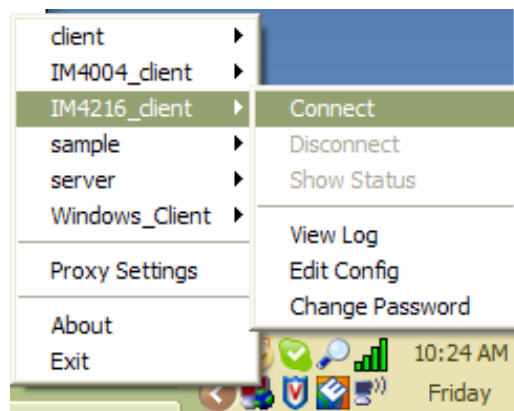 client
IM4004_client
IM4216_client
sample
server
Windows_Client
Proxy Settings
About
Exit
Connect
Disconnect
Show Status
View Log
Edit Config
Change Password
10:24 AM
Friday